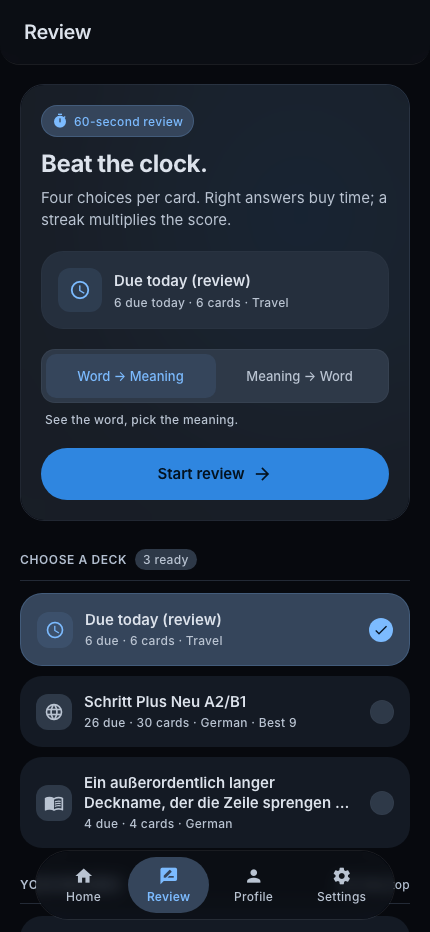 Review
60-second review
Beat the clock.
Four choices per card. Right answers buy time; a
streak multiplies the score.
Due today (review)
6 due today · 6 cards · Travel
Word → Meaning
Meaning → Word
See the word, pick the meaning.
Start review →
CHOOSE A DECK 3 ready
Due today (review)
6 due · 6 cards · Travel
Schritt Plus Neu A2/B1
26 due · 30 cards · German · Best 9
Ein außerordentlich langer
Deckname, der die Zeile sprengen ...
4 due · 4 cards · German
Home
Review
Profile
Settings